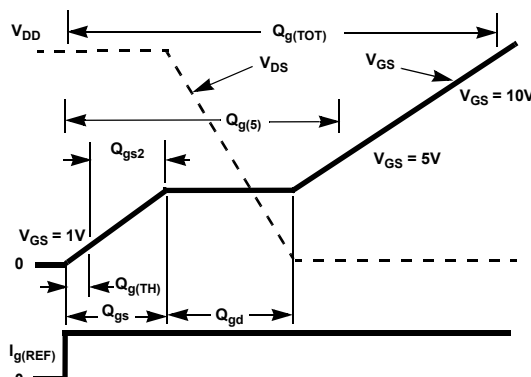 V_DD
Q_g(TOT)
V_DS
V_GS
V_GS = 10V
Q_g(5)
Q_gs2
V_GS = 5V
V_GS = 1V
0
Q_g(TH)
Q_gs
Q_gd
I_g(REF)
0